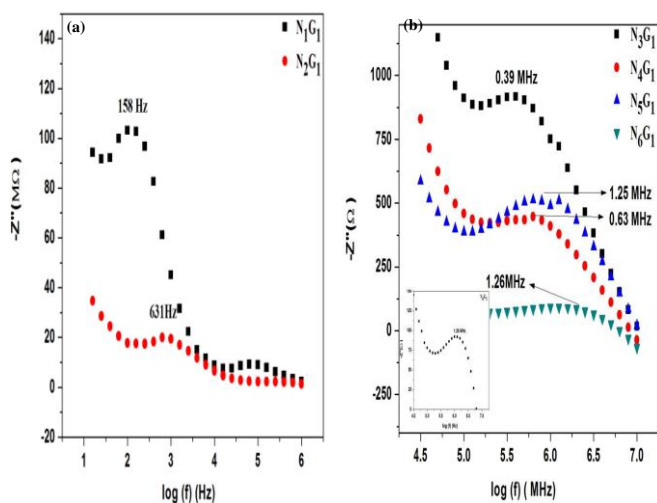 (a)
N₁G₁
N₂G₁
158 Hz
631Hz
140
120
100
80
60
40
20
0
-20
-Z''(MΩ)
1 2 3 4 5 6
log (f) (Hz)
(b)
N₃G₁
N₄G₁
N₅G₁
N₆G₁
0.39 MHz
1.25 MHz
0.63 MHz
1.26MHz
1000
750
500
250
0
-250
-Z''(Ω)
4.5 5.0 5.5 6.0 6.5 7.0
log (f) ( MHz)